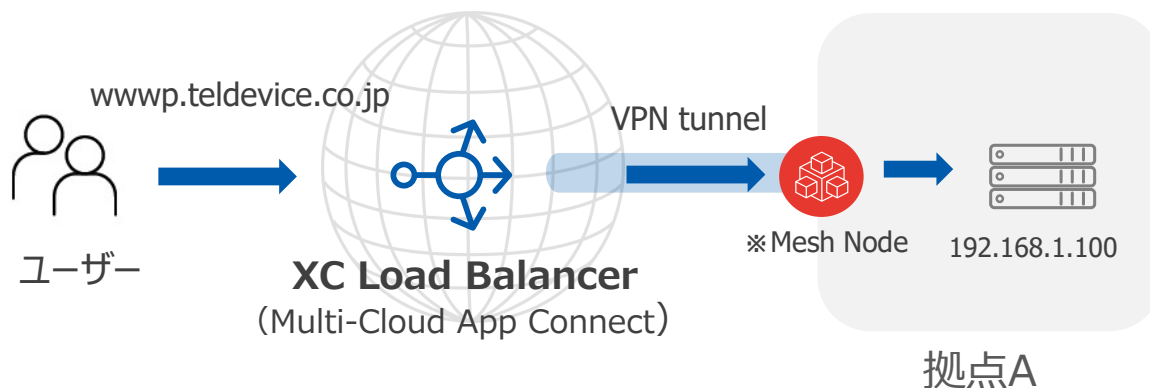 wwwp.teldevice.co.jp
VPN tunnel
※Mesh Node
192.168.1.100
ユーザー
XC Load Balancer
（Multi-Cloud App Connect）
拠点A